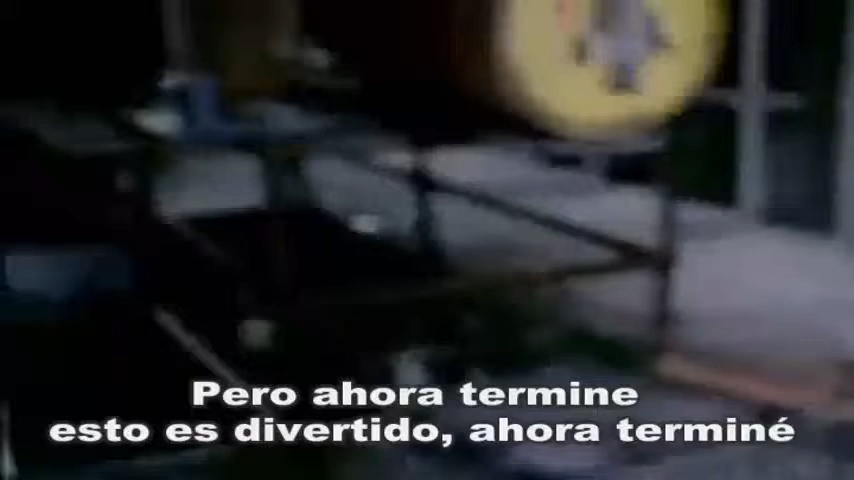 Pero ahora termine
esto es divertido, ahora terminé